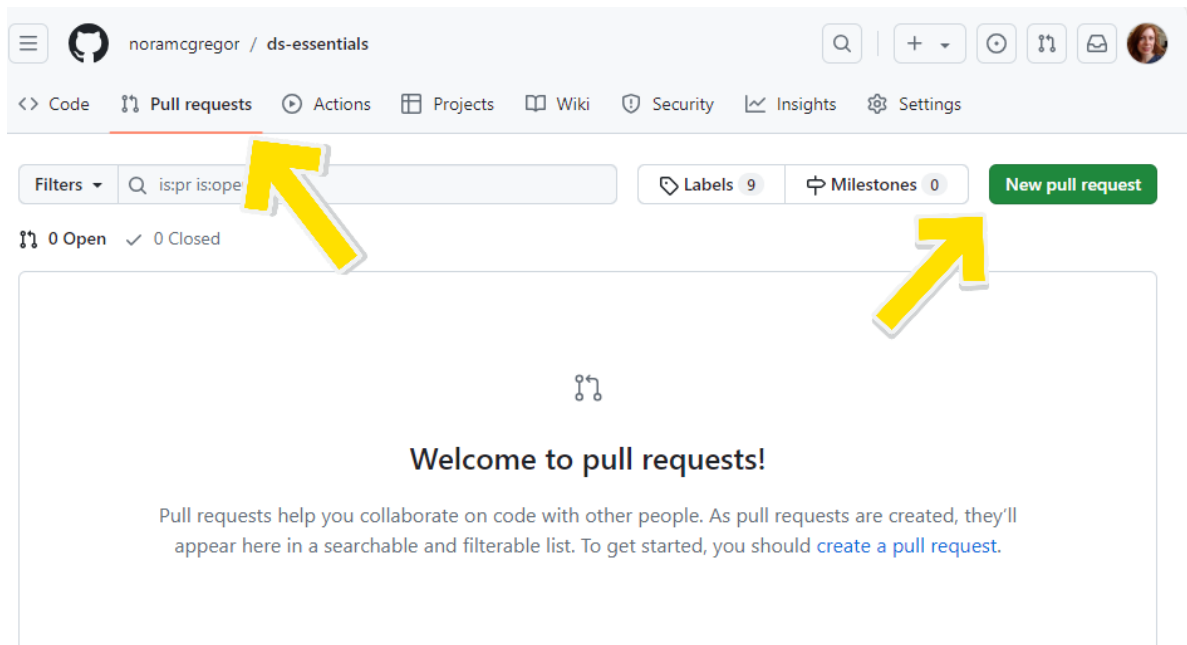 noramcgregor / ds-essentials
<> Code Pull requests Actions Projects Wiki Security Insights Settings
Filters is:pr is:ope Labels 9 Milestones 0 New pull request
0 Open 0 Closed
Welcome to pull requests!
Pull requests help you collaborate on code with other people. As pull requests are created, they'll
appear here in a searchable and filterable list. To get started, you should create a pull request.